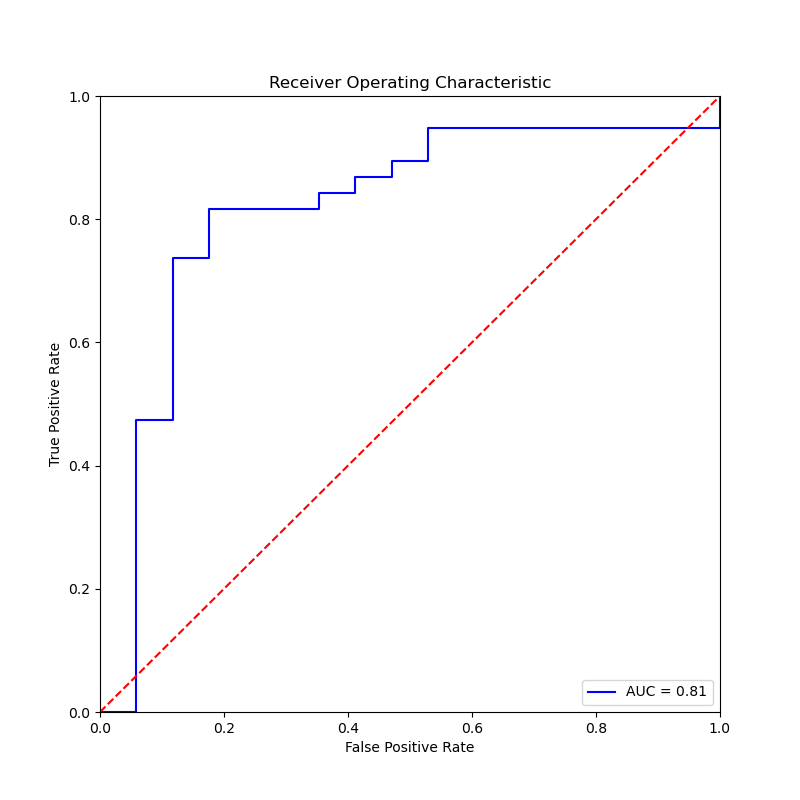 Receiver Operating Characteristic
1.0
0.8
0.6
0.4
0.2
0.0
True Positive Rate
AUC = 0.81
0.0 0.2 0.4 0.6 0.8 1.0
False Positive Rate